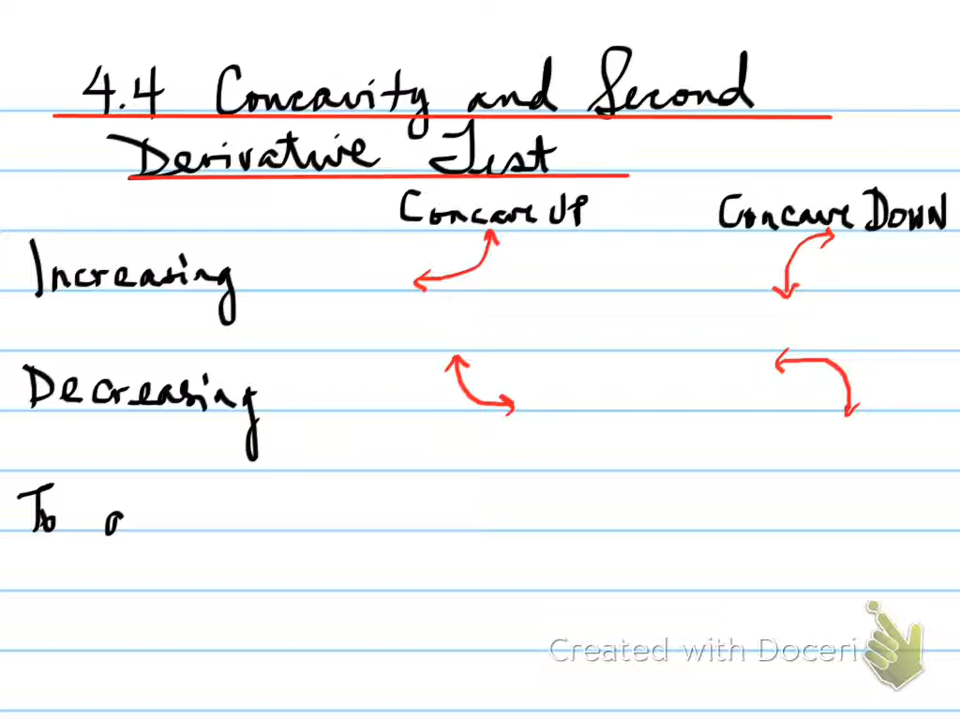 4.4 Concavity and Second
Derivative Test
Concave UP Concave DOWN
Increasing
Decreasing
To
Created with Doceri